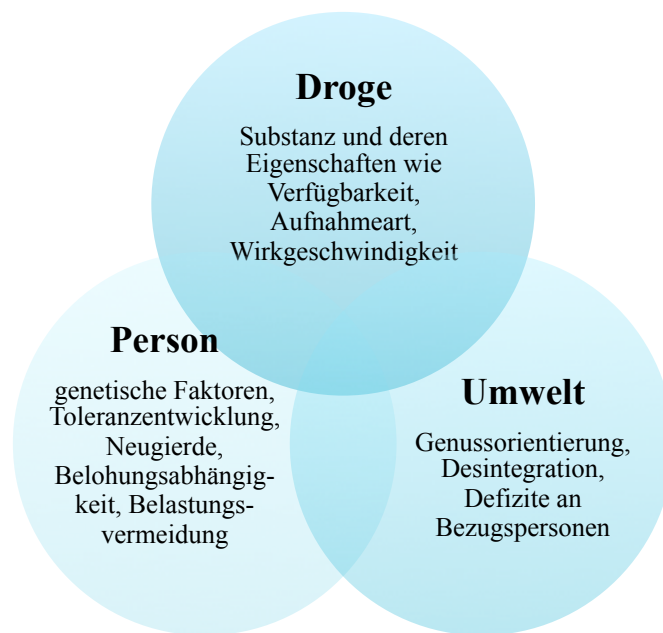 Droge
Substanz und deren
Eigenschaften wie
Verfügbarkeit,
Aufnahmeart,
Wirkgeschwindigkeit
Person
genetische Faktoren,
Toleranzentwicklung,
Neugierde,
Belohungsabhängig-
keit, Belastungs-
vermeidung
Umwelt
Genussorientierung,
Desintegration,
Defizite an
Bezugspersonen